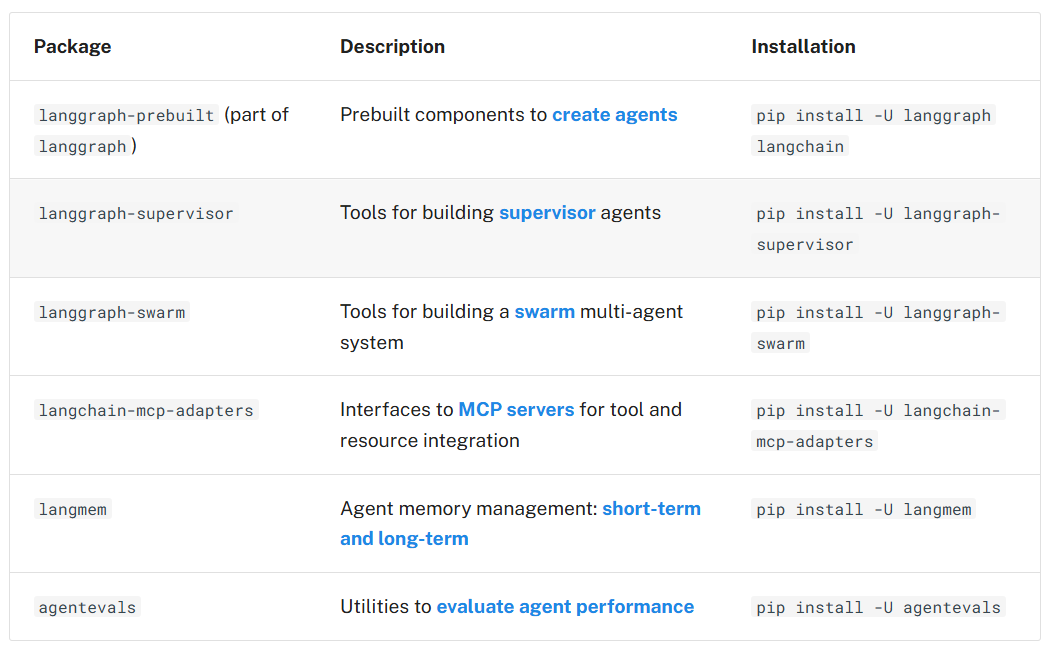 Package Description Installation
langgraph-prebuilt (part of Prebuilt components to create agents pip install -U langgraph
langgraph) langchain
langgraph-supervisor Tools for building supervisor agents pip install -U langgraph-
supervisor
langgraph-swarm Tools for building a swarm multi-agent pip install -U langgraph-
system swarm
langchain-mcp-adapters Interfaces to MCP servers for tool and pip install -U langchain-
resource integration mcp-adapters
langmem Agent memory management: short-term pip install -U langmem
and long-term
agentevals Utilities to evaluate agent performance pip install -U agentevals